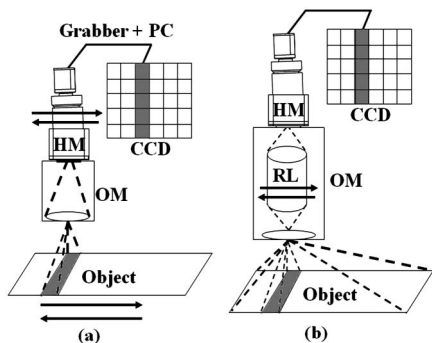 Grabber + PC
HM
CCD
OM
Object
(a)
HM
CCD
RL
OM
Object
(b)